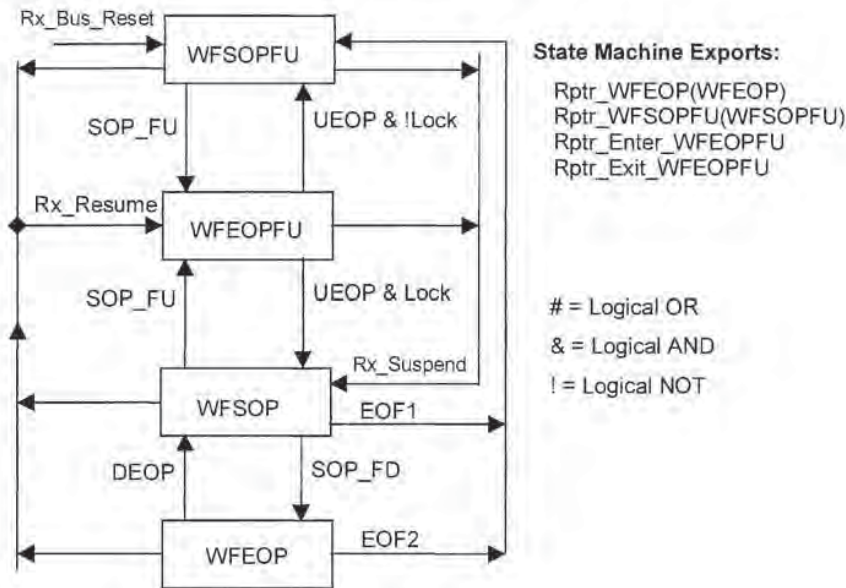 Rx_Bus_Reset
WFSOPFU
State Machine Exports:
Rptr_WFEOP(WFEOP)
Rptr_WFSOPFU(WFSOPFU)
Rptr_Enter_WFEOPFU
Rptr_Exit_WFEOPFU
SOP_FU
UEOP & !Lock
Rx_Resume
WFEOPFU
SOP_FU
UEOP & Lock
# = Logical OR
& = Logical AND
! = Logical NOT
Rx_Suspend
WFSOP
EOF1
DEOP
SOP_FD
WFEOP
EOF2